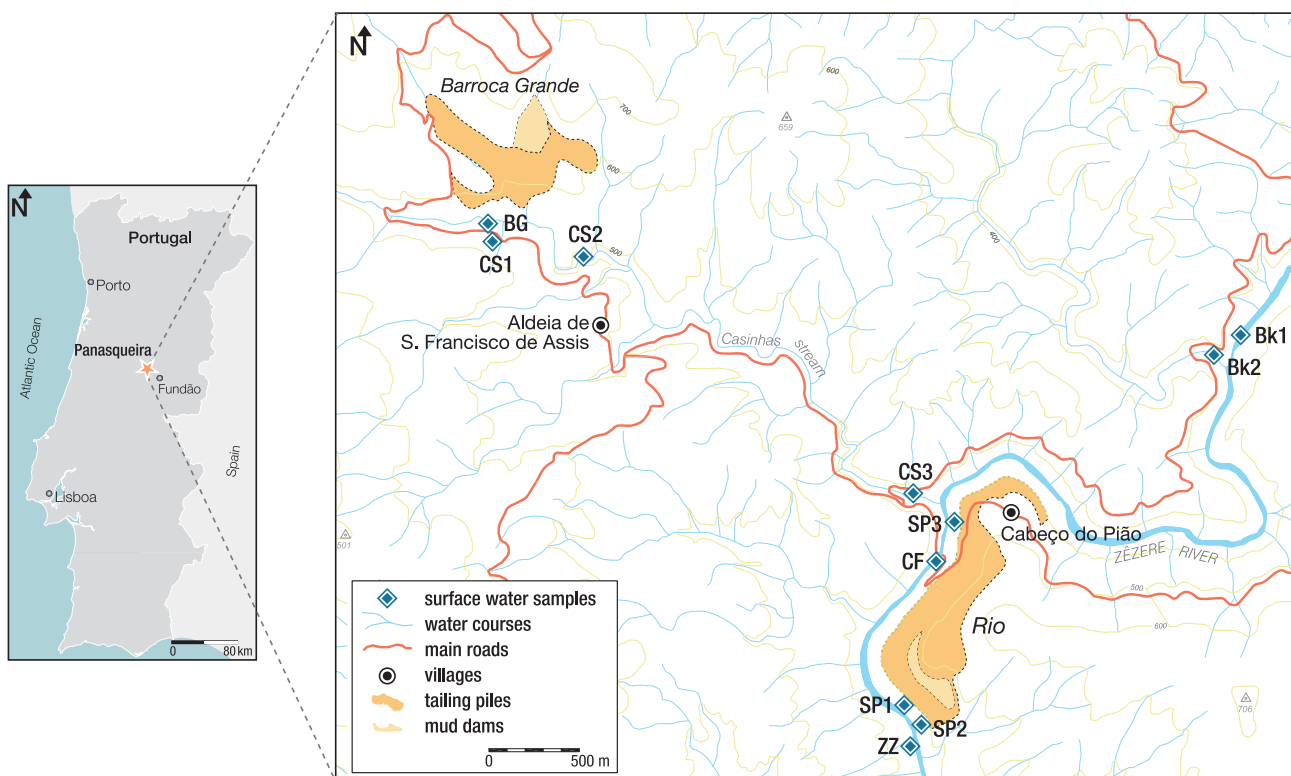 N
Portugal
Porto
Panasqueira
Fundão
Atlantic Ocean
Spain
Lisboa
0 80 km
N
Barroca Grande
700
600
600
659
400
BG
CS1
CS2
500
Aldeia de
S. Francisco de Assis
Casinhas stream
Bk1
Bk2
CS3
SP3
Cabeço do Pião
CF
ZÊZERE RIVER
500
600
501
Rio
706
SP1
SP2
ZZ
surface water samples
water courses
main roads
villages
tailing piles
mud dams
0 500 m